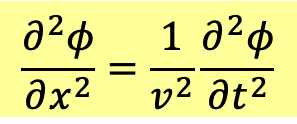 ∂²ϕ/∂x² = 1/v² ∂²ϕ/∂t²